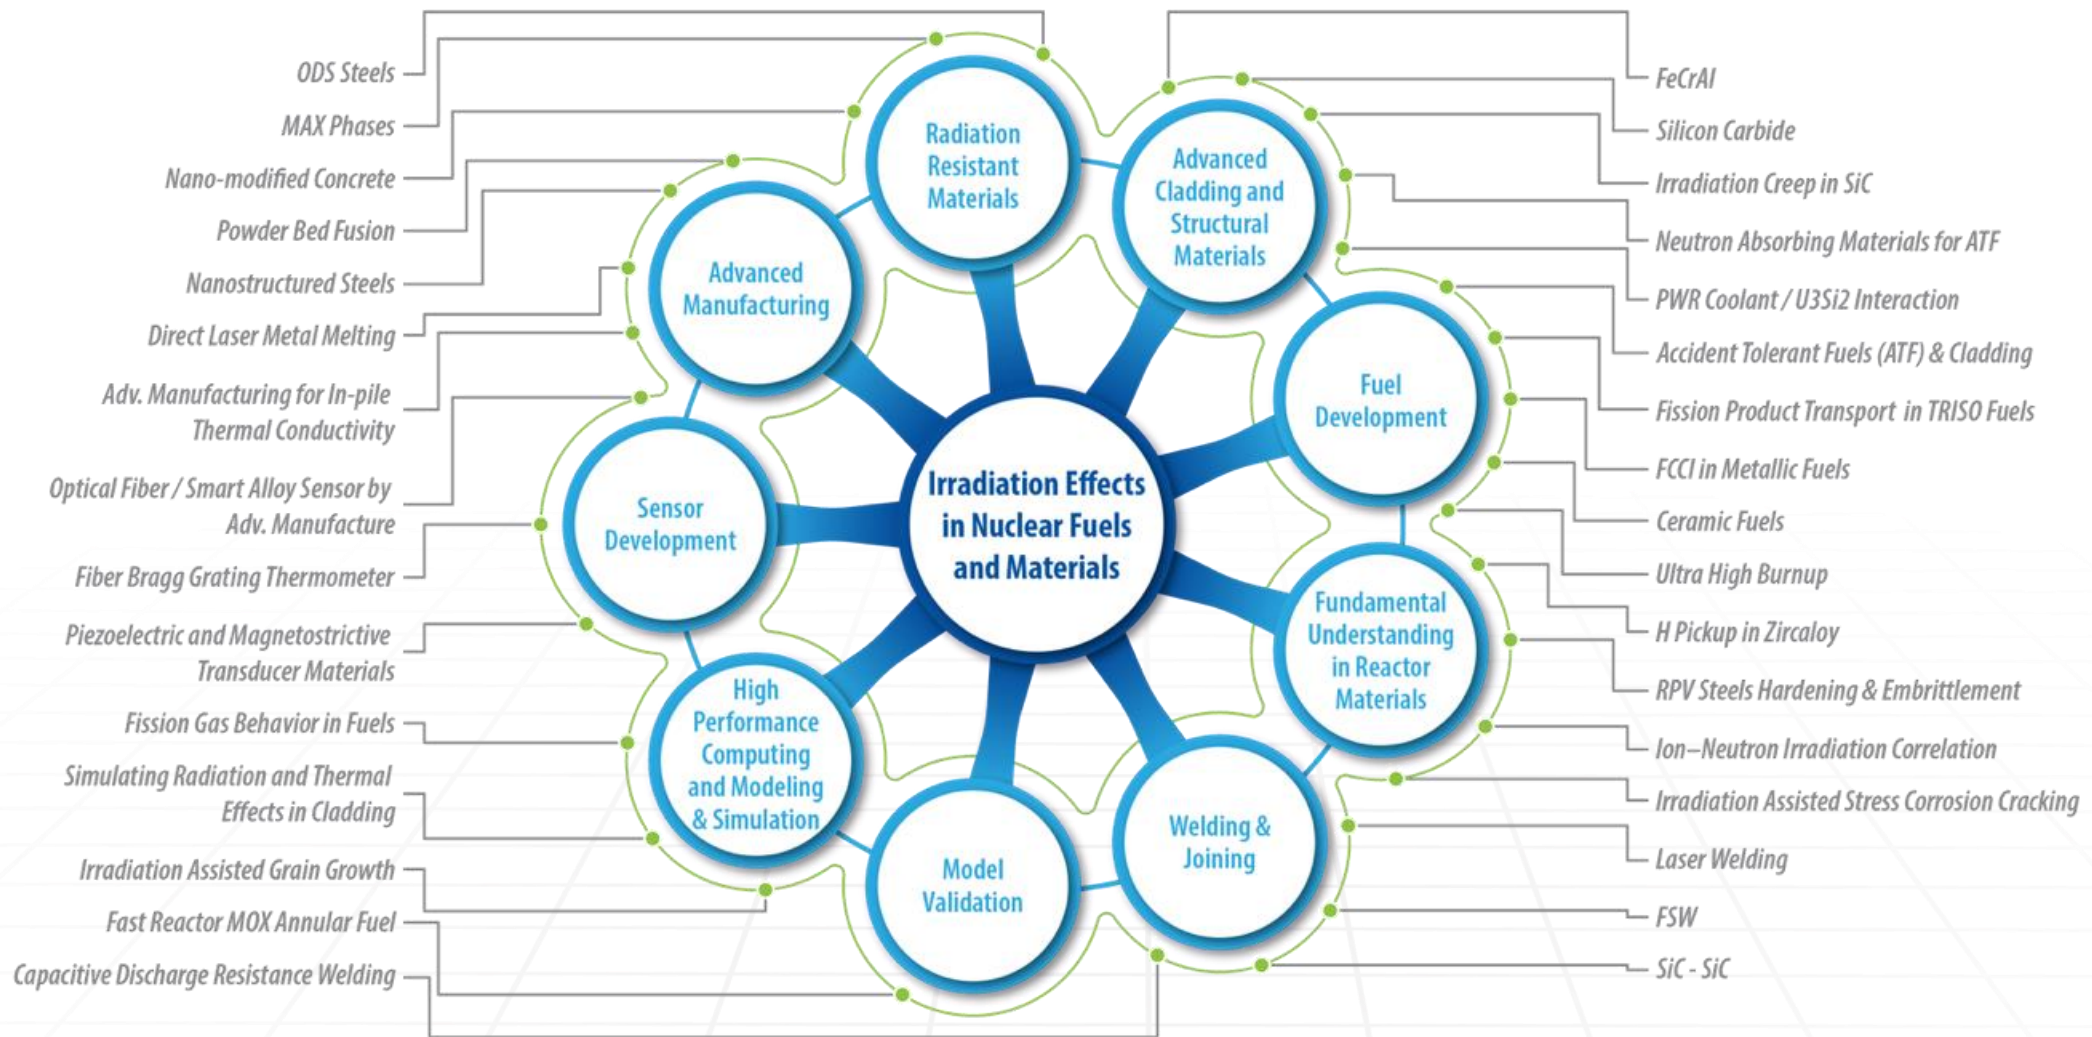 ODS Steels
MAX Phases
Nano-modified Concrete
Powder Bed Fusion
Nanostructured Steels
Direct Laser Metal Melting
Adv. Manufacturing for In-pile
Thermal Conductivity
Optical Fiber / Smart Alloy Sensor by
Adv. Manufacture
Fiber Bragg Grating Thermometer
Piezoelectric and Magnetostrictive
Transducer Materials
Fission Gas Behavior in Fuels
Simulating Radiation and Thermal
Effects in Cladding
Irradiation Assisted Grain Growth
Fast Reactor MOX Annular Fuel
Capacitive Discharge Resistance Welding
Radiation
Resistant
Materials
Advanced
Cladding and
Structural
Materials
Advanced
Manufacturing
Fuel
Development
Sensor
Development
Irradiation Effects
in Nuclear Fuels
and Materials
Fundamental
Understanding
in Reactor
Materials
High
Performance
Computing
and Modeling
& Simulation
Model
Validation
Welding &
Joining
FeCrAl
Silicon Carbide
Irradiation Creep in SiC
Neutron Absorbing Materials for ATF
PWR Coolant / U3Si2 Interaction
Accident Tolerant Fuels (ATF) & Cladding
Fission Product Transport in TRISO Fuels
FCCI in Metallic Fuels
Ceramic Fuels
Ultra High Burnup
H Pickup in Zircaloy
RPV Steels Hardening & Embrittlement
Ion–Neutron Irradiation Correlation
Irradiation Assisted Stress Corrosion Cracking
Laser Welding
FSW
SiC - SiC